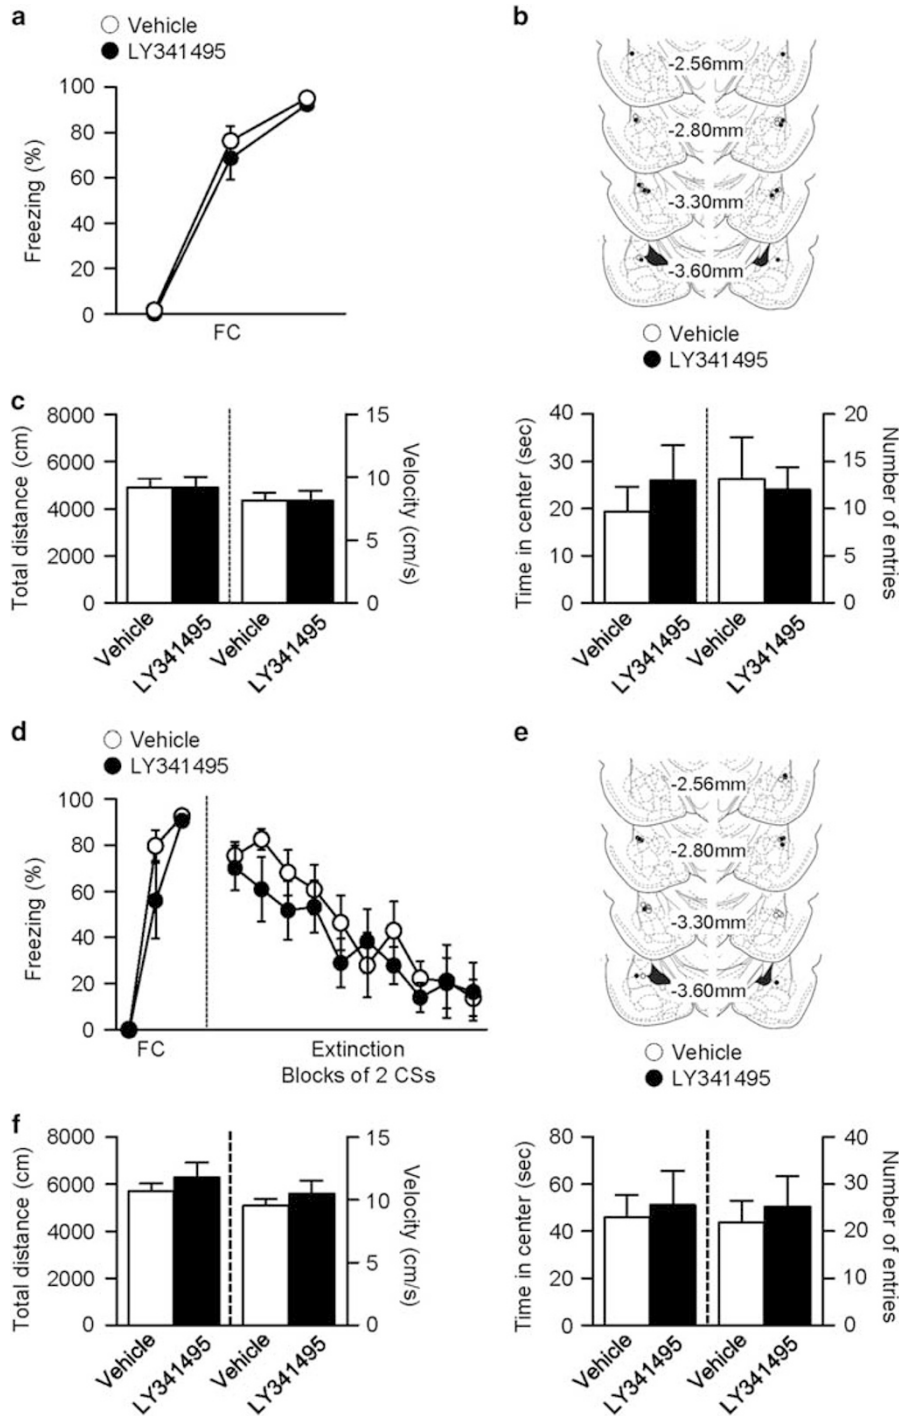 a
Vehicle
LY341495
100
80
60
40
20
0
Freezing (%)
FC
b
-2.56mm
-2.80mm
-3.30mm
-3.60mm
Vehicle
LY341495
c
8000
6000
4000
2000
0
Total distance (cm)
15
10
5
0
Velocity (cm/s)
Vehicle
LY341495
Vehicle
LY341495
40
30
20
10
0
Time in center (sec)
20
15
10
5
0
Number of entries
Vehicle
LY341495
Vehicle
LY341495
d
Vehicle
LY341495
100
80
60
40
20
0
Freezing (%)
FC
Extinction
Blocks of 2 CSs
e
-2.56mm
-2.80mm
-3.30mm
-3.60mm
Vehicle
LY341495
f
8000
6000
4000
2000
0
Total distance (cm)
15
10
5
0
Velocity (cm/s)
Vehicle
LY341495
Vehicle
LY341495
80
60
40
20
0
Time in center (sec)
40
30
20
10
0
Number of entries
Vehicle
LY341495
Vehicle
LY341495